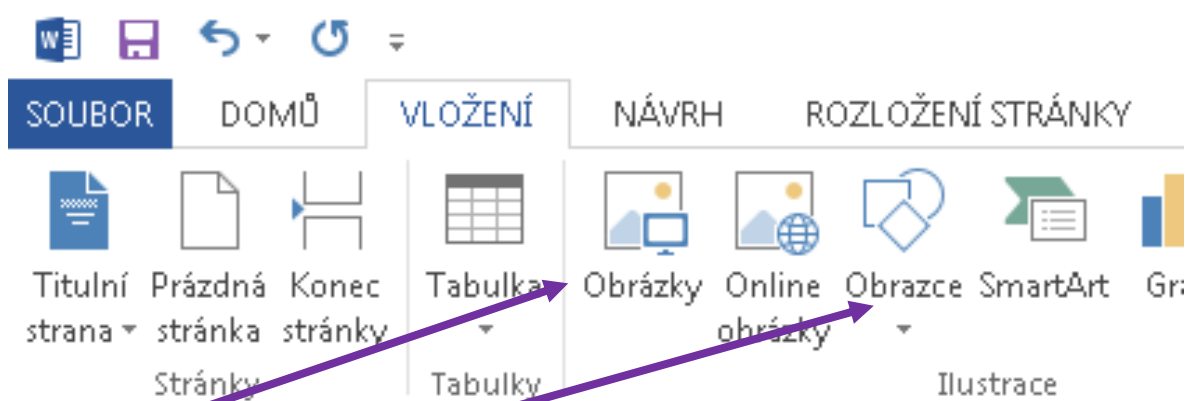 SOUBOR DOMŮ VLOŽENÍ NÁVRH ROZLOŽENÍ STRÁNKY
Titulní Prázdná Konec Tabulka Obrázky Online Obrazce SmartArt
strana stránka stránky obrázky
Stránky Tabulky Ilustrace